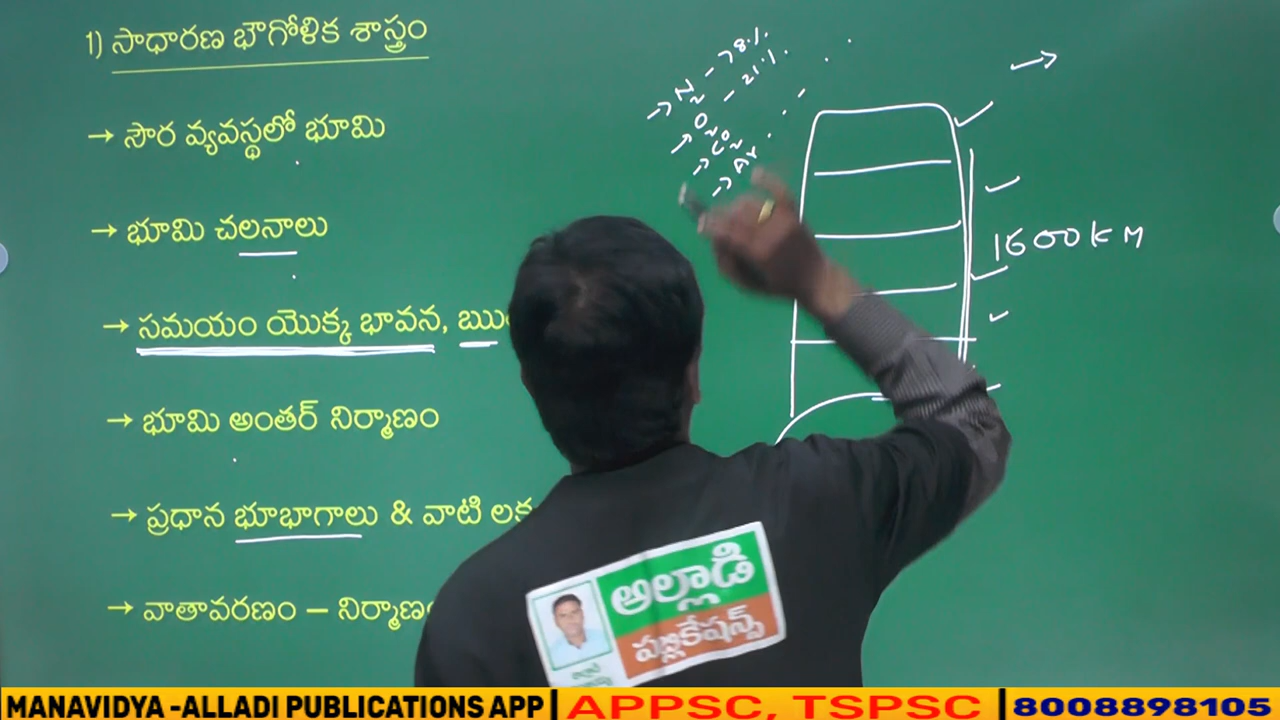 1) సాధారణ భౌగోళిక శాస్త్రం
→ సౌర వ్యవస్థలో భూమి
→ భూమి చలనాలు
→ సమయం యొక్క భావన,
→ భూమి అంతర్ నిర్మాణం
→ ప్రధాన భూభాగాలు & వాటి
→ వాతావరణం –
→ N₂ - 78%
→ O₂ - 21%
→ CO₂
→ Ar
1600 KM
అల్లాడి
పబ్లికేషన్స్
MANAVIDYA -ALLADI PUBLICATIONS APP | APPSC, TSPSC | 8008898105